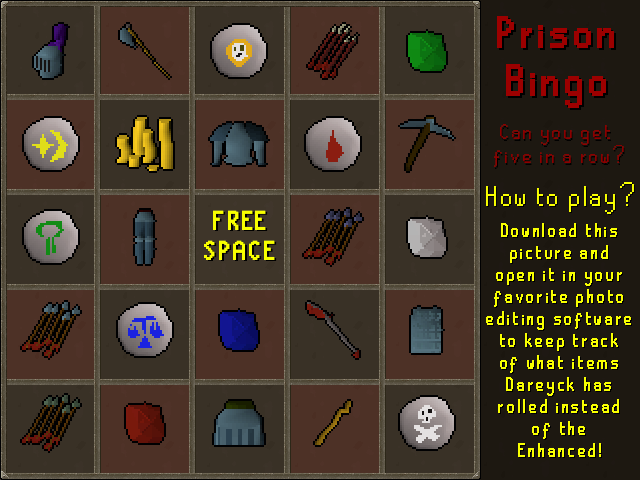 Prison
Bingo
Can you get
five in a row?
How to play?
Download this
picture and
open it in your
favorite photo
editing software
to keep track
of what items
Dareyck has
rolled instead
of the
Enhanced!
FREE
SPACE